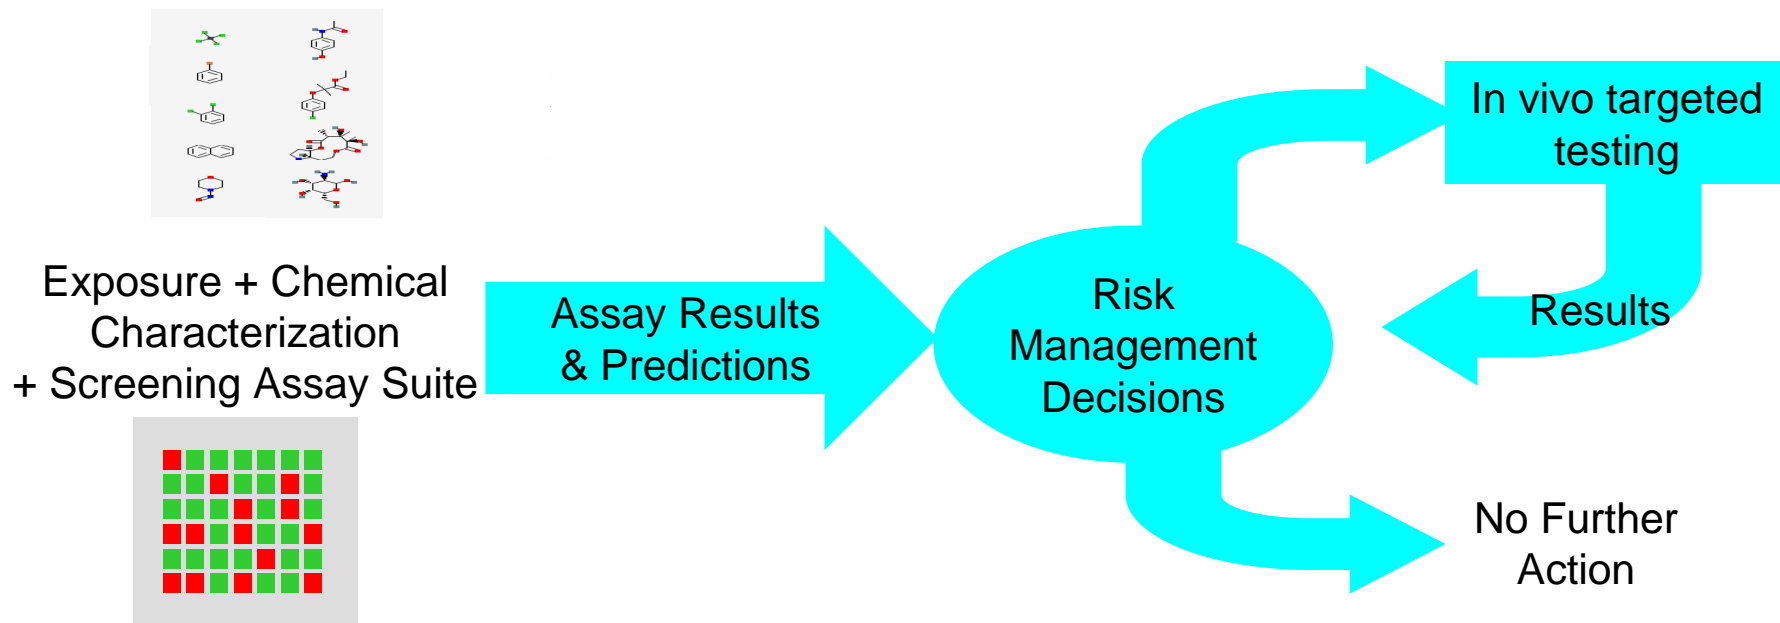 Exposure + Chemical
Characterization
+ Screening Assay Suite
Assay Results
& Predictions
Risk
Management
Decisions
In vivo targeted
testing
Results
No Further
Action